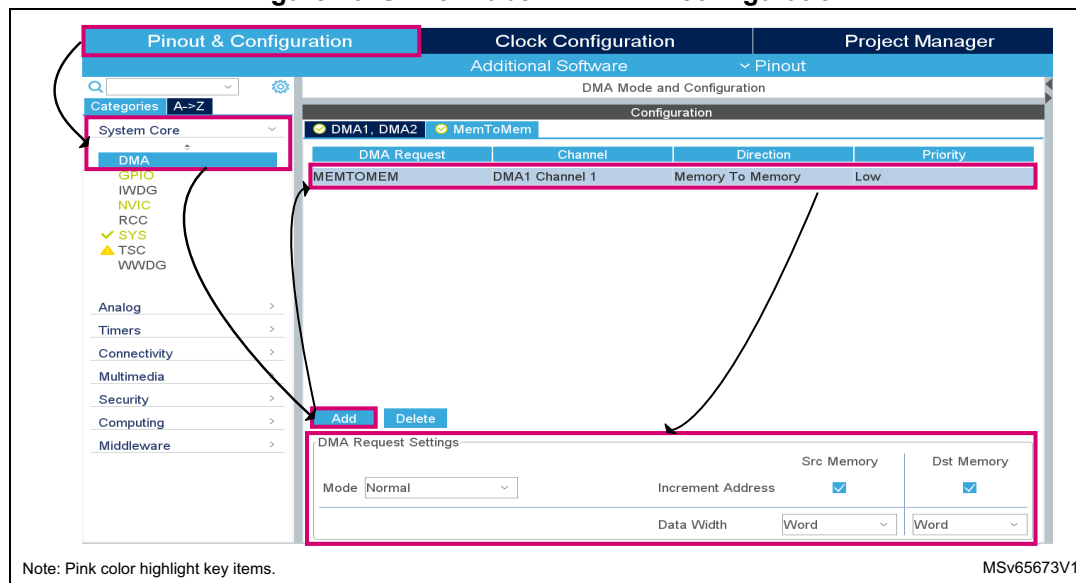 Pinout & Configuration Clock Configuration Project Manager
Additional Software Pinout
DMA Mode and Configuration
Categories A->Z
Configuration
System Core
DMA1, DMA2 MemToMem
DMA Request Channel Direction Priority
DMA
MEMTOMEM DMA1 Channel 1 Memory To Memory Low
GPIO
IWDG
NVIC
RCC
SYS
TSC
WWDG
Analog
Timers
Connectivity
Multimedia
Security
Computing
Middleware
Add Delete
DMA Request Settings
Src Memory Dst Memory
Mode Normal Increment Address
Data Width Word Word
Note: Pink color highlight key items. MSv65673V1